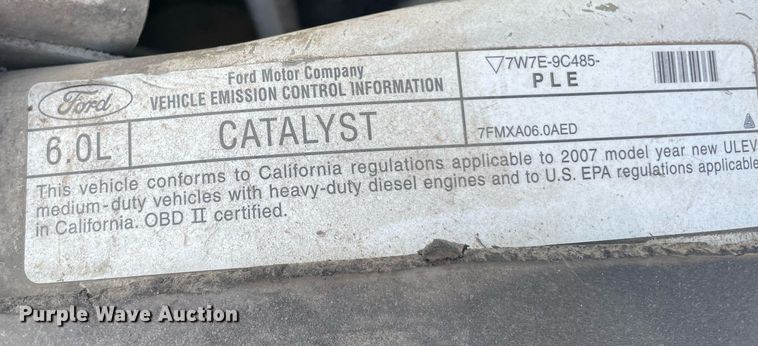 Ford
Ford Motor Company
VEHICLE EMISSION CONTROL INFORMATION
7W7E-9C485-
PLE
6.0L
CATALYST
7FMXA06.0AED
This vehicle conforms to California regulations applicable to 2007 model year new ULEV
medium-duty vehicles with heavy-duty diesel engines and to U.S. EPA regulations applicable
in California. OBD II certified.
Purple Wave Auction